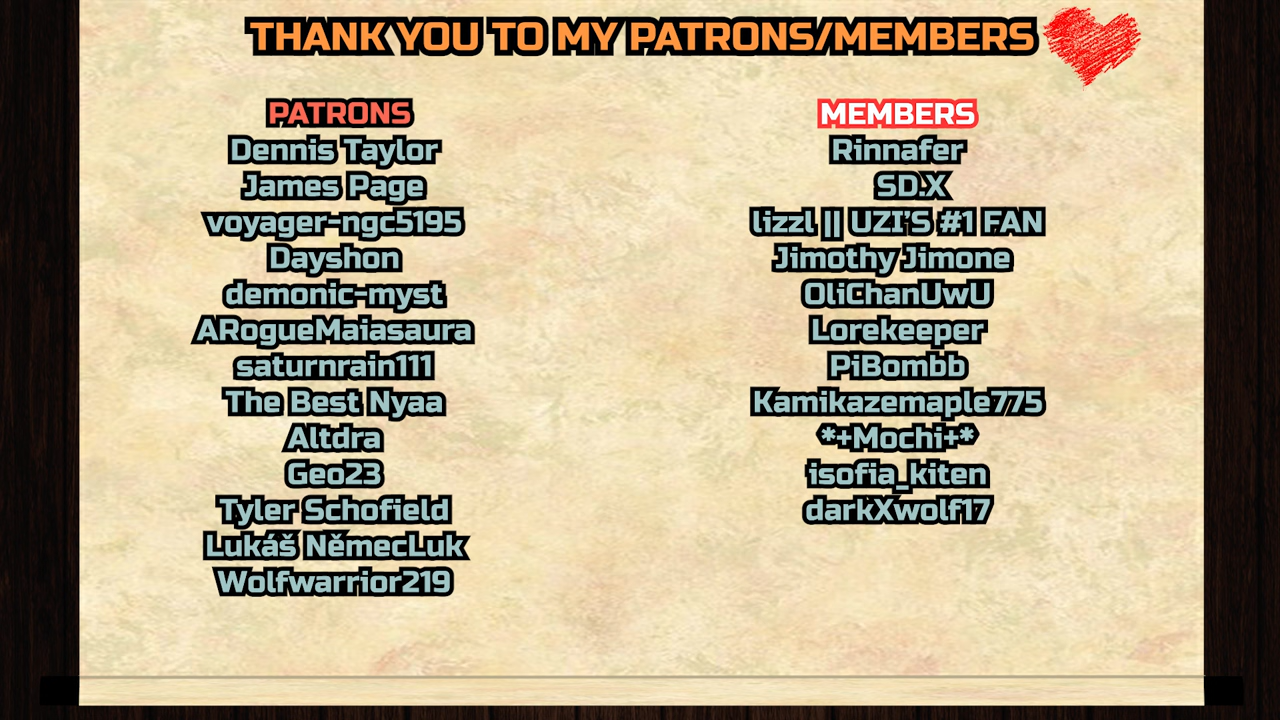 THANK YOU TO MY PATRONS/MEMBERS
PATRONS
Dennis Taylor
James Page
voyager-ngc5195
Dayshon
demonic-myst
ARogueMaiasaura
saturnrain111
The Best Nyaa
Altdra
Geo23
Tyler Schofield
Lukáš NěmecLuk
Wolfwarrior219
MEMBERS
Rinnafer
SD.X
lizzl || UZI'S #1 FAN
Jimothy Jimone
OliChanUwU
Lorekeeper
PiBombb
Kamikazemaple775
*+Mochi+*
isofia_kiten
darkXwolf17